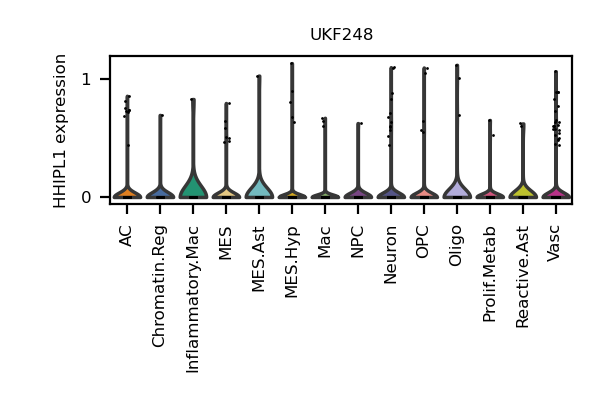 UKF248
HHIPL1 expression
1
0
AC
Chromatin.Reg
Inflammatory.Mac
MES
MES.Ast
MES.Hyp
Mac
NPC
Neuron
OPC
Oligo
Prolif.Metab
Reactive.Ast
Vasc